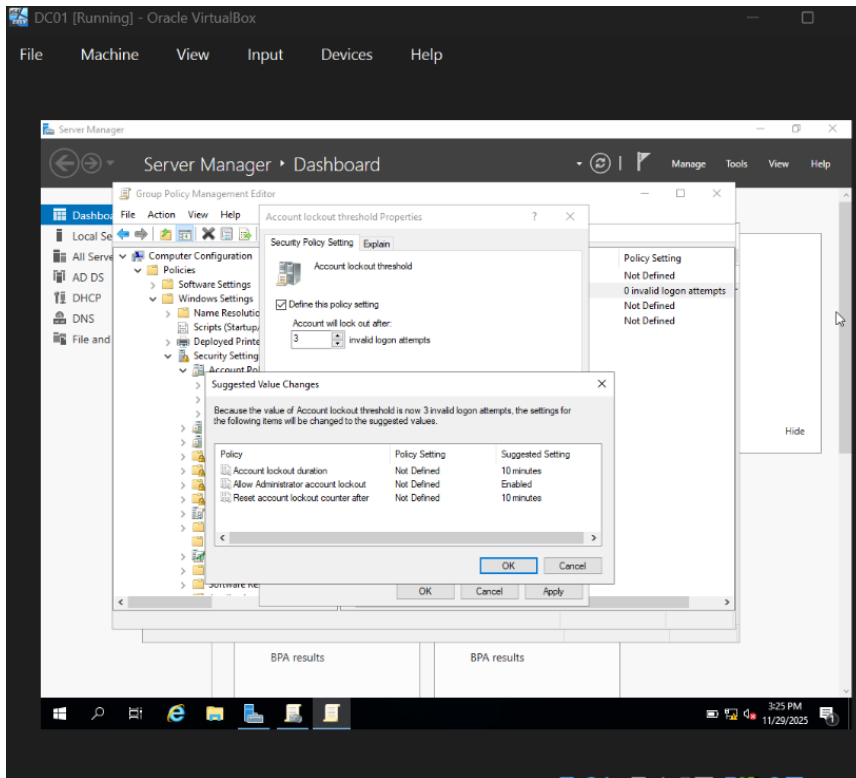 DC01 [Running] - Oracle VirtualBox
File Machine View Input Devices Help
Server Manager
Server Manager ‣ Dashboard
Manage Tools View Help
Dashboa
Local Se
All Serve
AD DS
DHCP
DNS
File and
Group Policy Management Editor
File Action View Help
Computer Configuration
Policies
Software Settings
Windows Settings
Name Resolutio
Scripts (Startup/
Deployed Printe
Security Setting
Account Pol
Software Re
Account lockout threshold Properties
? 
Security Policy Setting Explain
Account lockout threshold
Define this policy setting
Account will lock out after:
3 invalid logon attempts
OK Cancel Apply
Policy Setting
Not Defined
0 invalid logon attempts
Not Defined
Not Defined
Suggested Value Changes
Because the value of Account lockout threshold is now 3 invalid logon attempts, the settings for
the following items will be changed to the suggested values.
Policy Policy Setting Suggested Setting
Account lockout duration Not Defined 10 minutes
Allow Administrator account lockout Not Defined Enabled
Reset account lockout counter after Not Defined 10 minutes
OK Cancel
Hide
BPA results BPA results
3:25 PM
11/29/2025
1